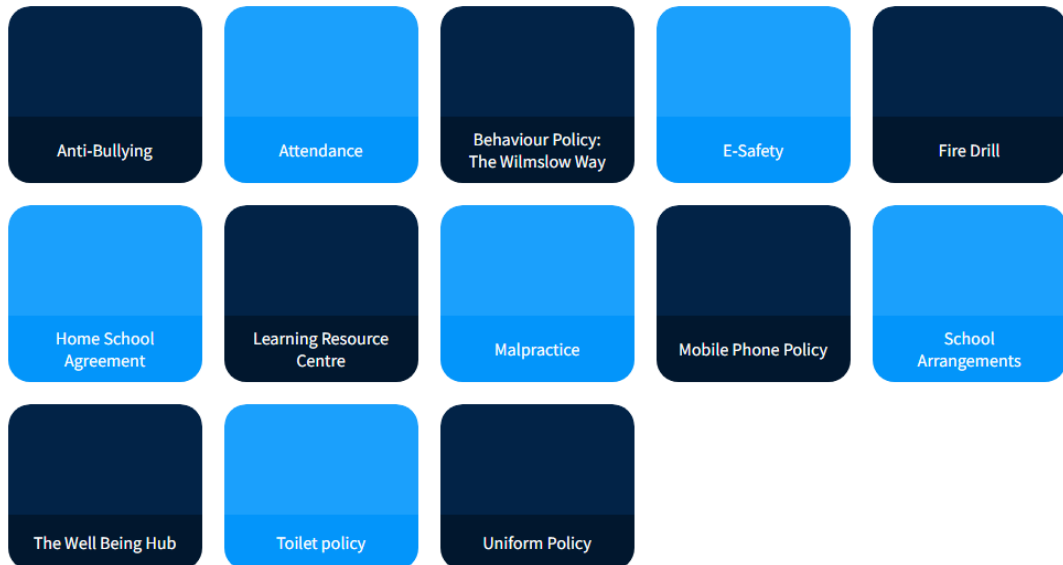 Anti-Bullying
Attendance
Behaviour Policy:
The Wilmslow Way
E-Safety
Fire Drill
Home School
Agreement
Learning Resource
Centre
Malpractice
Mobile Phone Policy
School
Arrangements
The Well Being Hub
Toilet policy
Uniform Policy